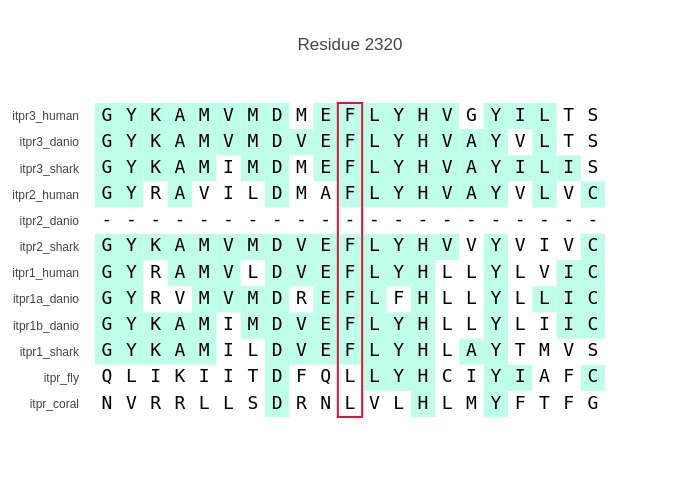 Residue 2320
itpr3_human G Y K A M V M D M E F L Y H V G Y I L T S
itpr3_danio G Y K A M V M D V E F L Y H V A Y V L T S
itpr3_shark G Y K A M I M D M E F L Y H V A Y I L I S
itpr2_human G Y R A V I L D M A F L Y H V A Y V L V C
itpr2_danio - - - - - - - - - - - - - - - - - - - - -
itpr2_shark G Y K A M V M D V E F L Y H V V Y V I V C
itpr1_human G Y R A M V L D V E F L Y H L L Y L V I C
itpr1a_danio G Y R V M V M D R E F L F H L L Y L L I C
itpr1b_danio G Y K A M I M D V E F L Y H L L Y L I I C
itpr1_shark G Y K A M I L D V E F L Y H L A Y T M V S
itpr_fly Q L I K I I T D F Q L L Y H C I Y I A F C
itpr_coral N V R R L L S D R N L V L H L M Y F T F G